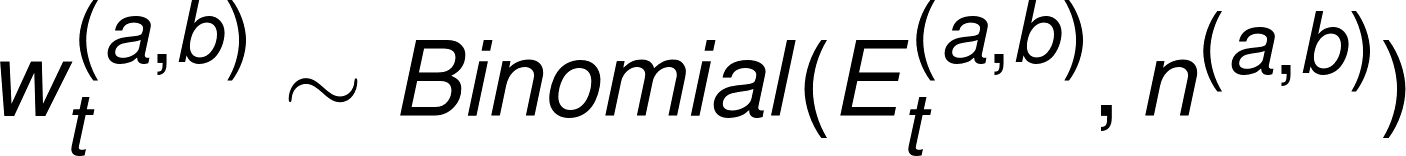 w_t^{(a,b)} ∼ Binomial(E_t^{(a,b)}, n^{(a,b)})